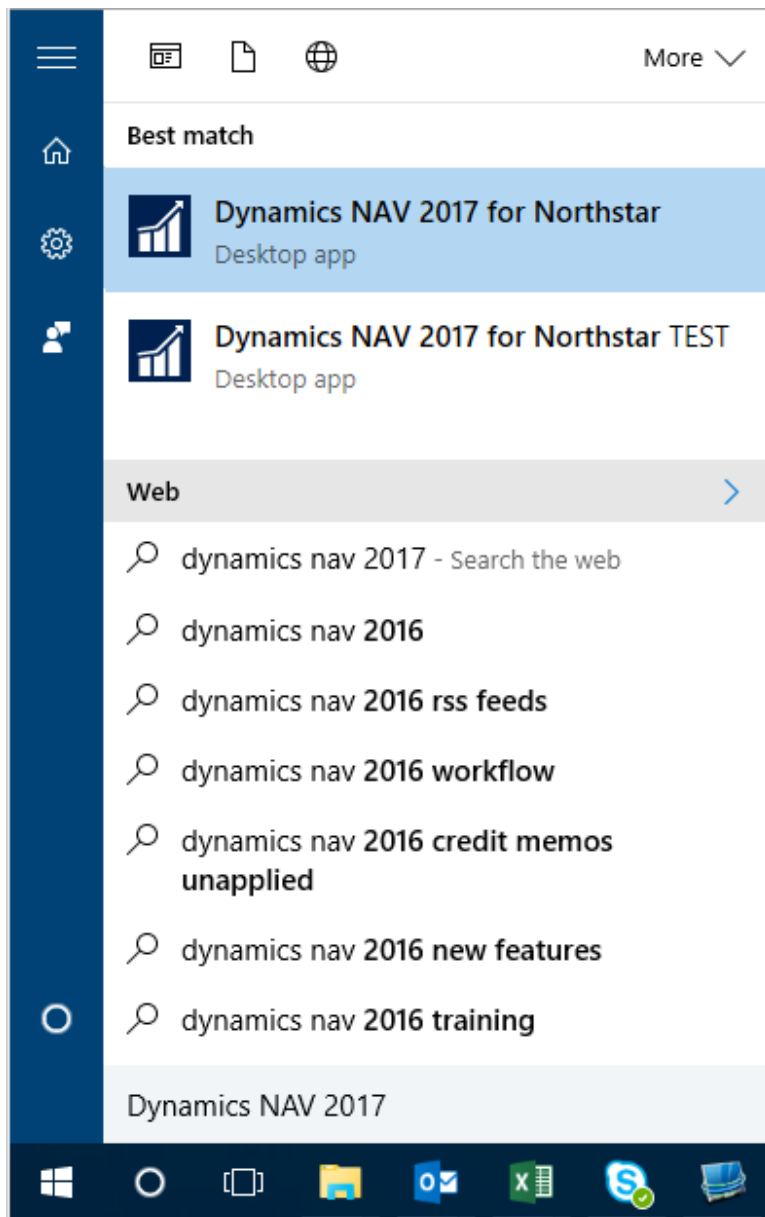 More
Best match
Dynamics NAV 2017 for Northstar
Desktop app
Dynamics NAV 2017 for Northstar TEST
Desktop app
Web
dynamics nav 2017 - Search the web
dynamics nav 2016
dynamics nav 2016 rss feeds
dynamics nav 2016 workflow
dynamics nav 2016 credit memos
unapplied
dynamics nav 2016 new features
dynamics nav 2016 training
Dynamics NAV 2017